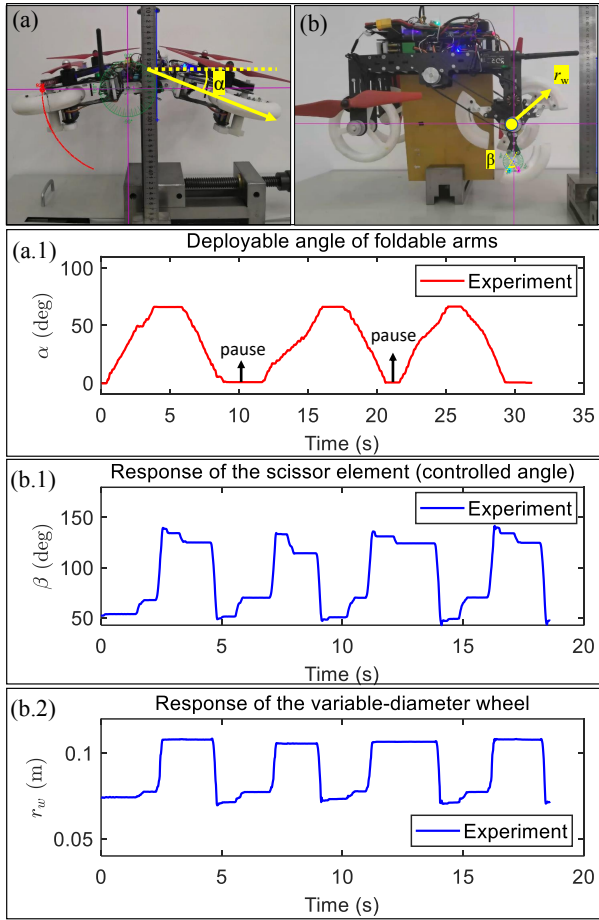 (a)
α
(b)
r_w
β
(a.1)
Deployable angle of foldable arms
100
50
0
α (deg)
Experiment
pause
pause
0 5 10 15 20 25 30 35
Time (s)
(b.1)
Response of the scissor element (controlled angle)
150
100
50
β (deg)
Experiment
0 5 10 15 20
Time (s)
(b.2)
Response of the variable-diameter wheel
0.1
0.05
r_w (m)
Experiment
0 5 10 15 20
Time (s)